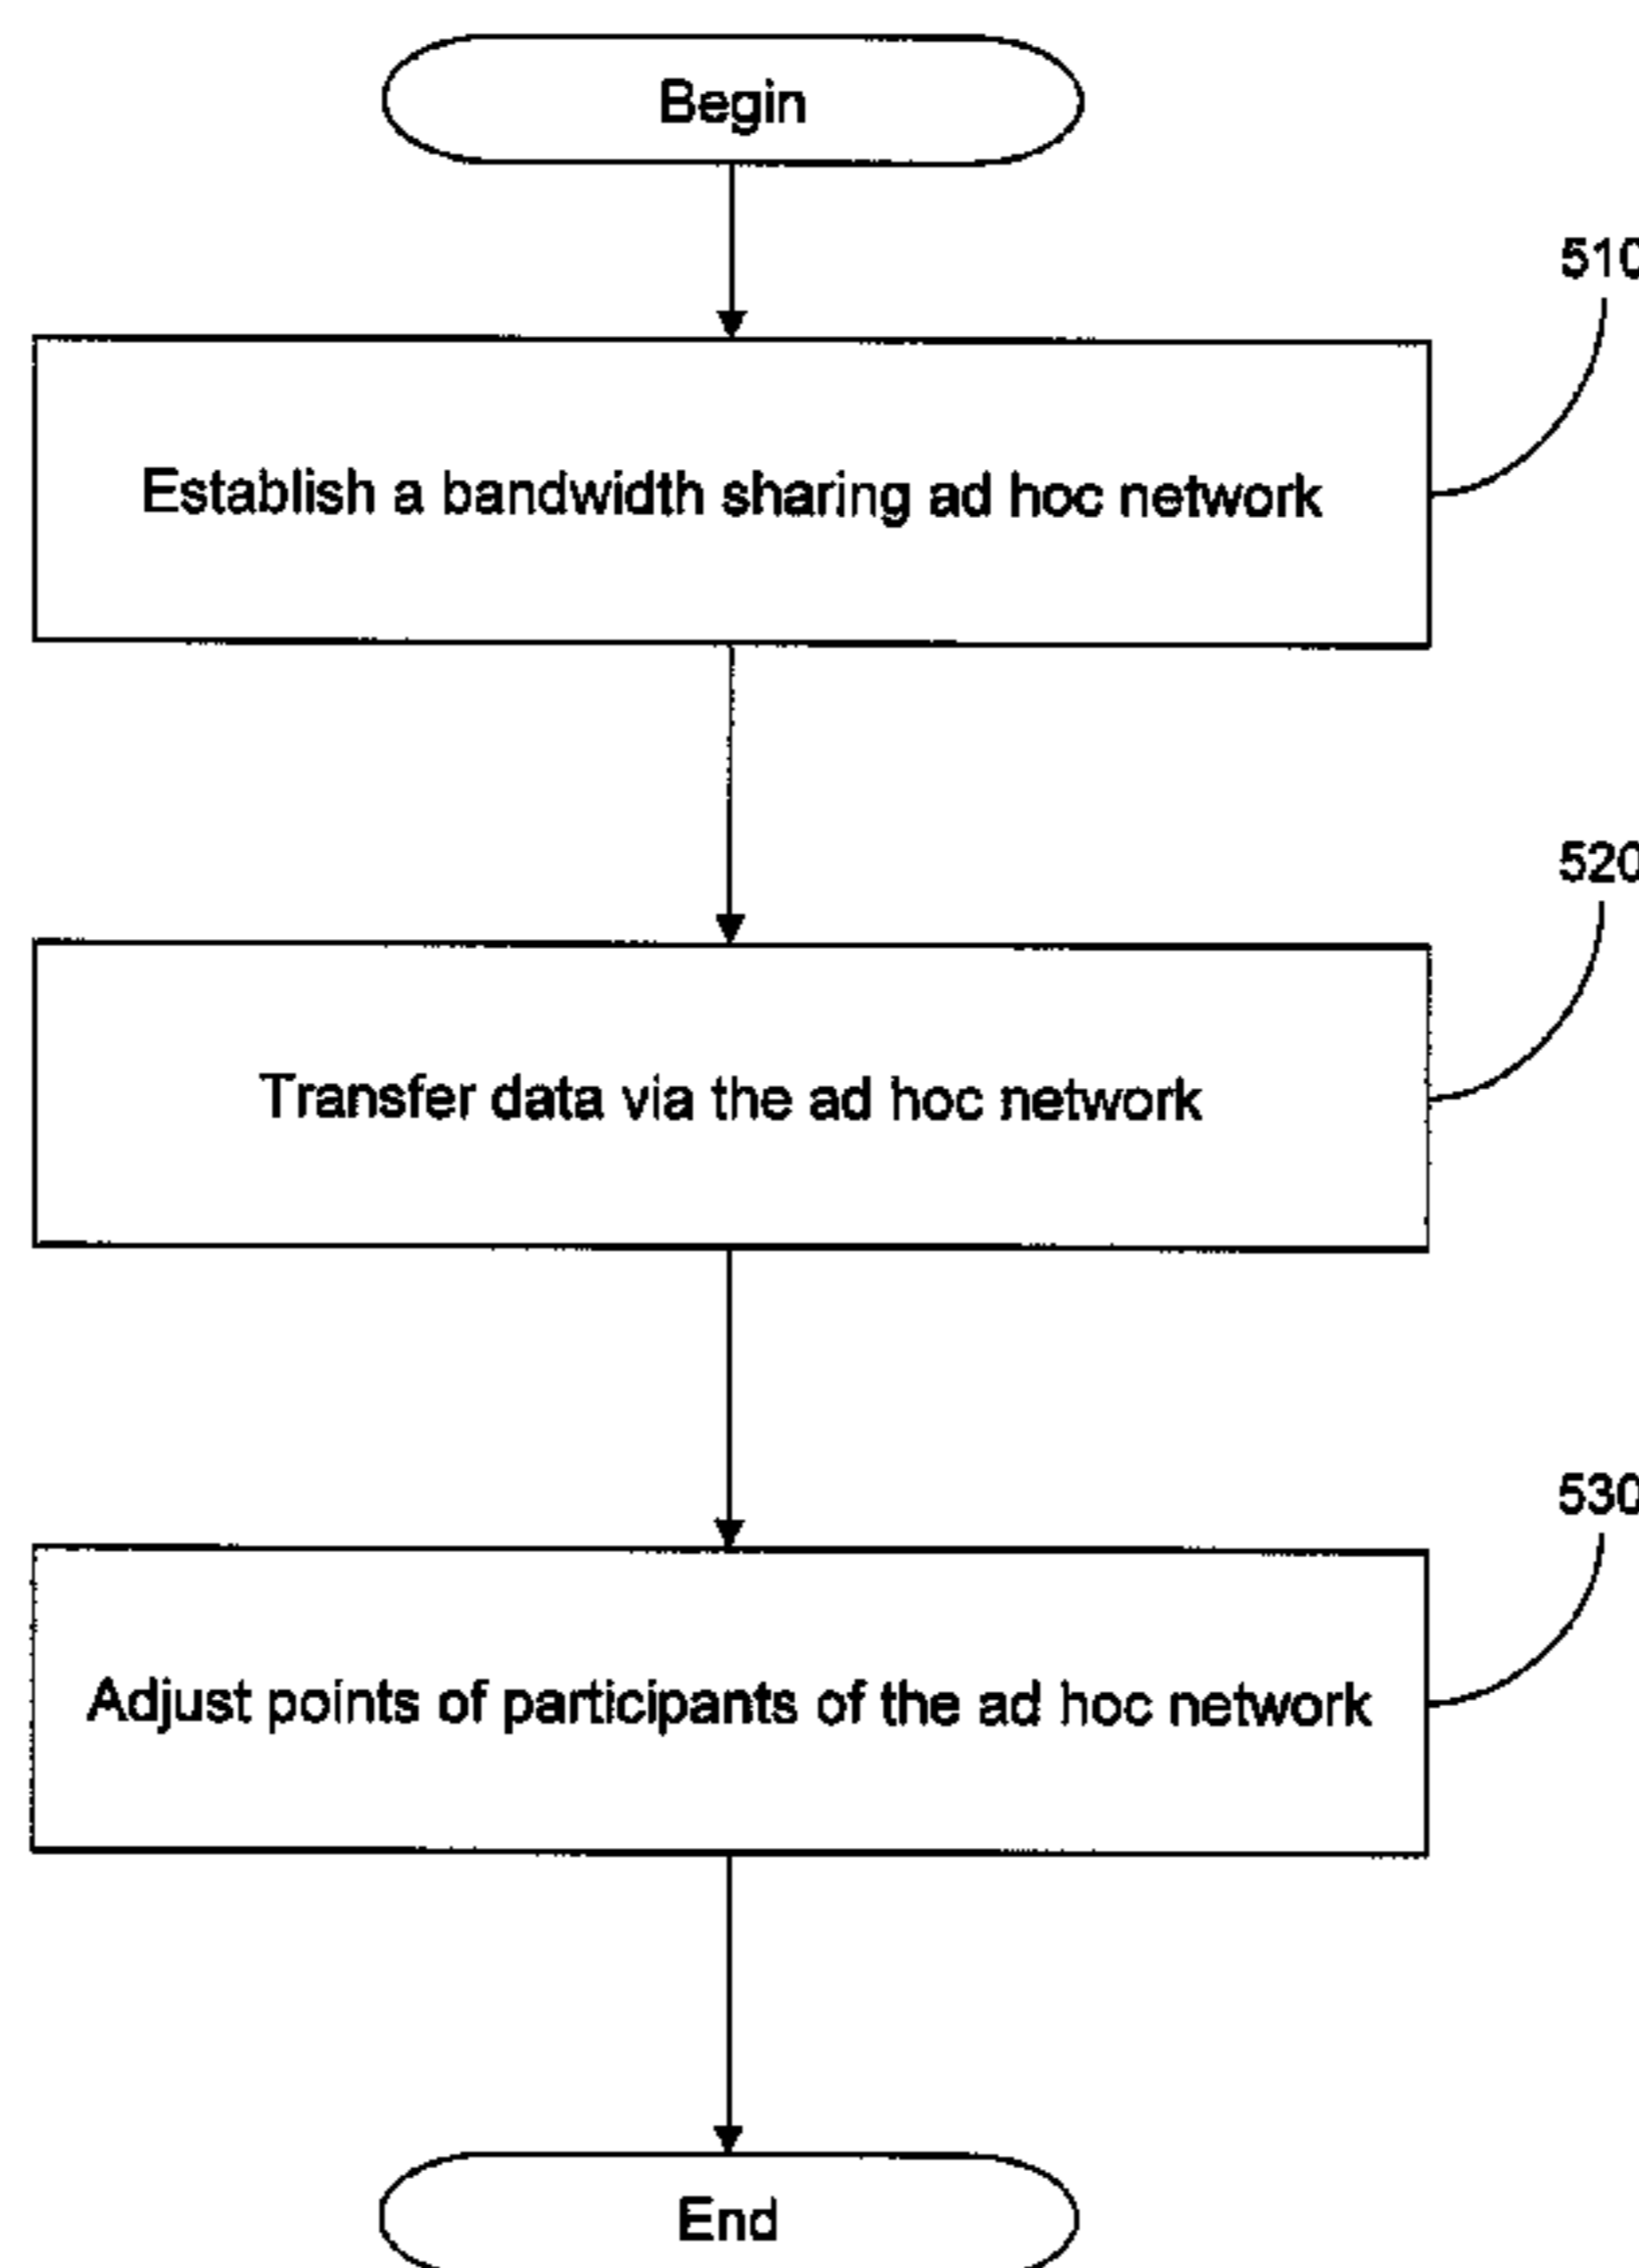 Begin
510
Establish a bandwidth sharing ad hoc network
520
Transfer data via the ad hoc network
530
Adjust points of participants of the ad hoc network
End